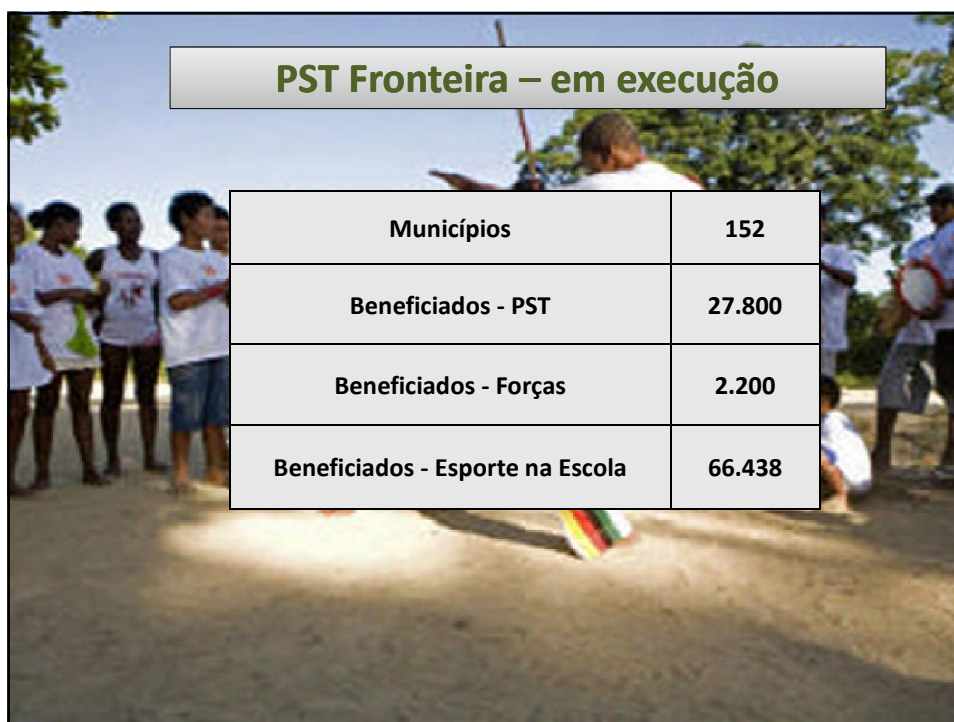 PST Fronteira – em execução
Municípios 152
Beneficiados - PST 27.800
Beneficiados - Forças 2.200
Beneficiados - Esporte na Escola 66.438